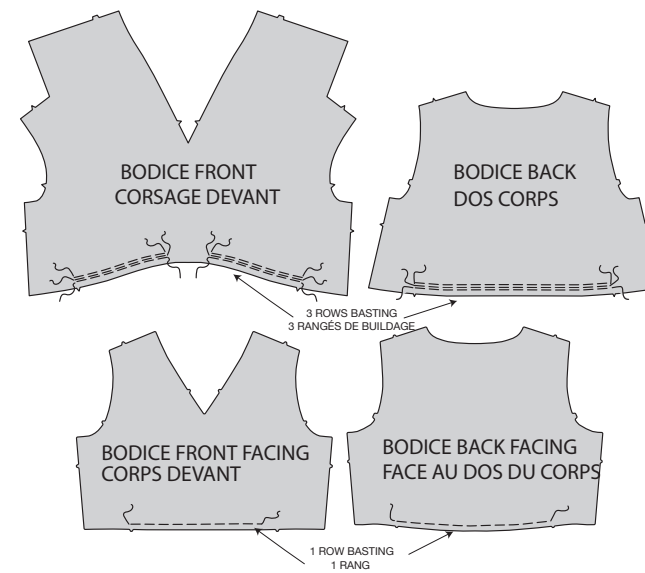 BODICE FRONT
CORSAGE DEVANT
BODICE BACK
DOS CORPS
3 ROWS BASTING
3 RANGÉS DE BUILDAGE
BODICE FRONT FACING
CORPS DEVANT
BODICE BACK FACING
FACE AU DOS DU CORPS
1 ROW BASTING
1 RANG